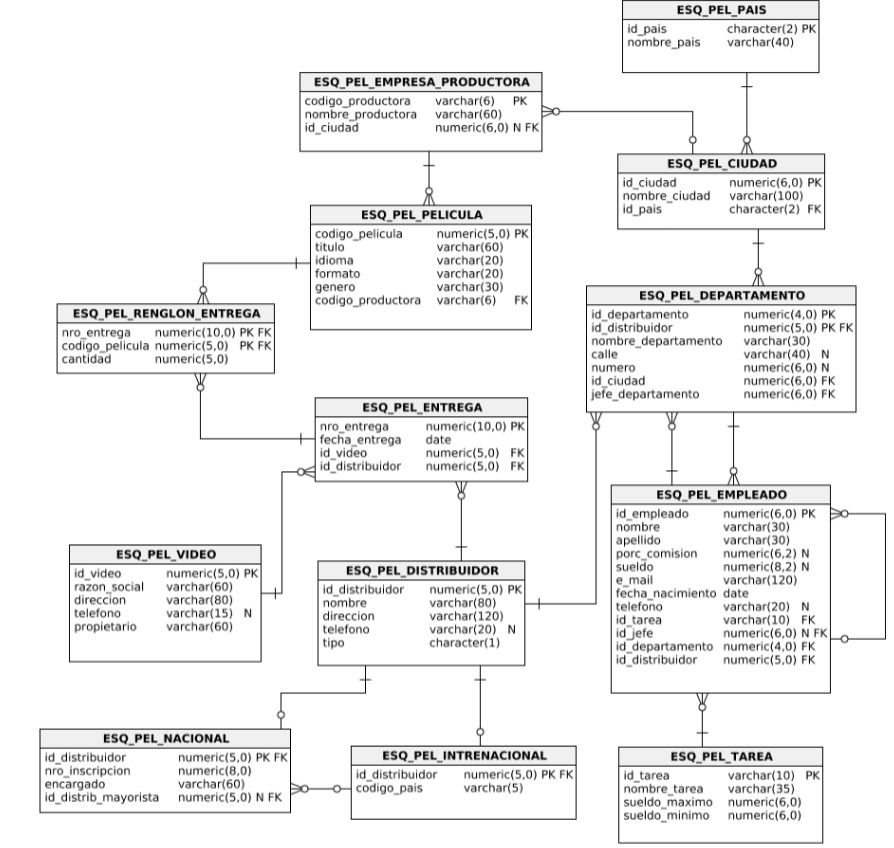 ESQ_PEL_PAIS
id_pais character(2) PK
nombre_pais varchar(40)
ESQ_PEL_EMPRESA_PRODUCTORA
codigo_productora varchar(6) PK
nombre_productora varchar(60)
id_ciudad numeric(6,0) N FK
ESQ_PEL_CIUDAD
id_ciudad numeric(6,0) PK
nombre_ciudad varchar(100)
id_pais character(2) FK
ESQ_PEL_PELICULA
codigo_pelicula numeric(5,0) PK
titulo varchar(60)
idioma varchar(20)
formato varchar(20)
genero varchar(30)
codigo_productora varchar(6) FK
ESQ_PEL_RENGLON_ENTREGA
nro_entrega numeric(10,0) PK FK
codigo_pelicula numeric(5,0) PK FK
cantidad numeric(5,0)
ESQ_PEL_DEPARTAMENTO
id_departamento numeric(4,0) PK
id_distribuidor numeric(5,0) PK FK
nombre_departamento varchar(30)
calle varchar(40) N
numero numeric(6,0) N
id_ciudad numeric(6,0) FK
jefe_departamento numeric(6,0) FK
ESQ_PEL_ENTREGA
nro_entrega numeric(10,0) PK
fecha_entrega date
id_video numeric(5,0) FK
id_distribuidor numeric(5,0) FK
ESQ_PEL_EMPLEADO
id_empleado numeric(6,0) PK
nombre varchar(30)
apellido varchar(30)
porc_comision numeric(6,2) N
sueldo numeric(8,2) N
e_mail varchar(120)
fecha_nacimiento date
telefono varchar(20) N
id_tarea varchar(10) FK
id_jefe numeric(6,0) N FK
id_departamento numeric(4,0) FK
id_distribuidor numeric(5,0) FK
ESQ_PEL_VIDEO
id_video numeric(5,0) PK
razon_social varchar(60)
direccion varchar(80)
telefono varchar(15) N
propietario varchar(60)
ESQ_PEL_DISTRIBUIDOR
id_distribuidor numeric(5,0) PK
nombre varchar(80)
direccion varchar(120)
telefono varchar(20) N
tipo character(1)
ESQ_PEL_NACIONAL
id_distribuidor numeric(5,0) PK FK
nro_inscripcion numeric(8,0)
encargado varchar(60)
id_distrib_mayorista numeric(5,0) N FK
ESQ_PEL_INTRENACIONAL
id_distribuidor numeric(5,0) PK FK
codigo_pais varchar(5)
ESQ_PEL_TAREA
id_tarea varchar(10) PK
nombre_tarea varchar(35)
sueldo_maximo numeric(6,0)
sueldo_minimo numeric(6,0)